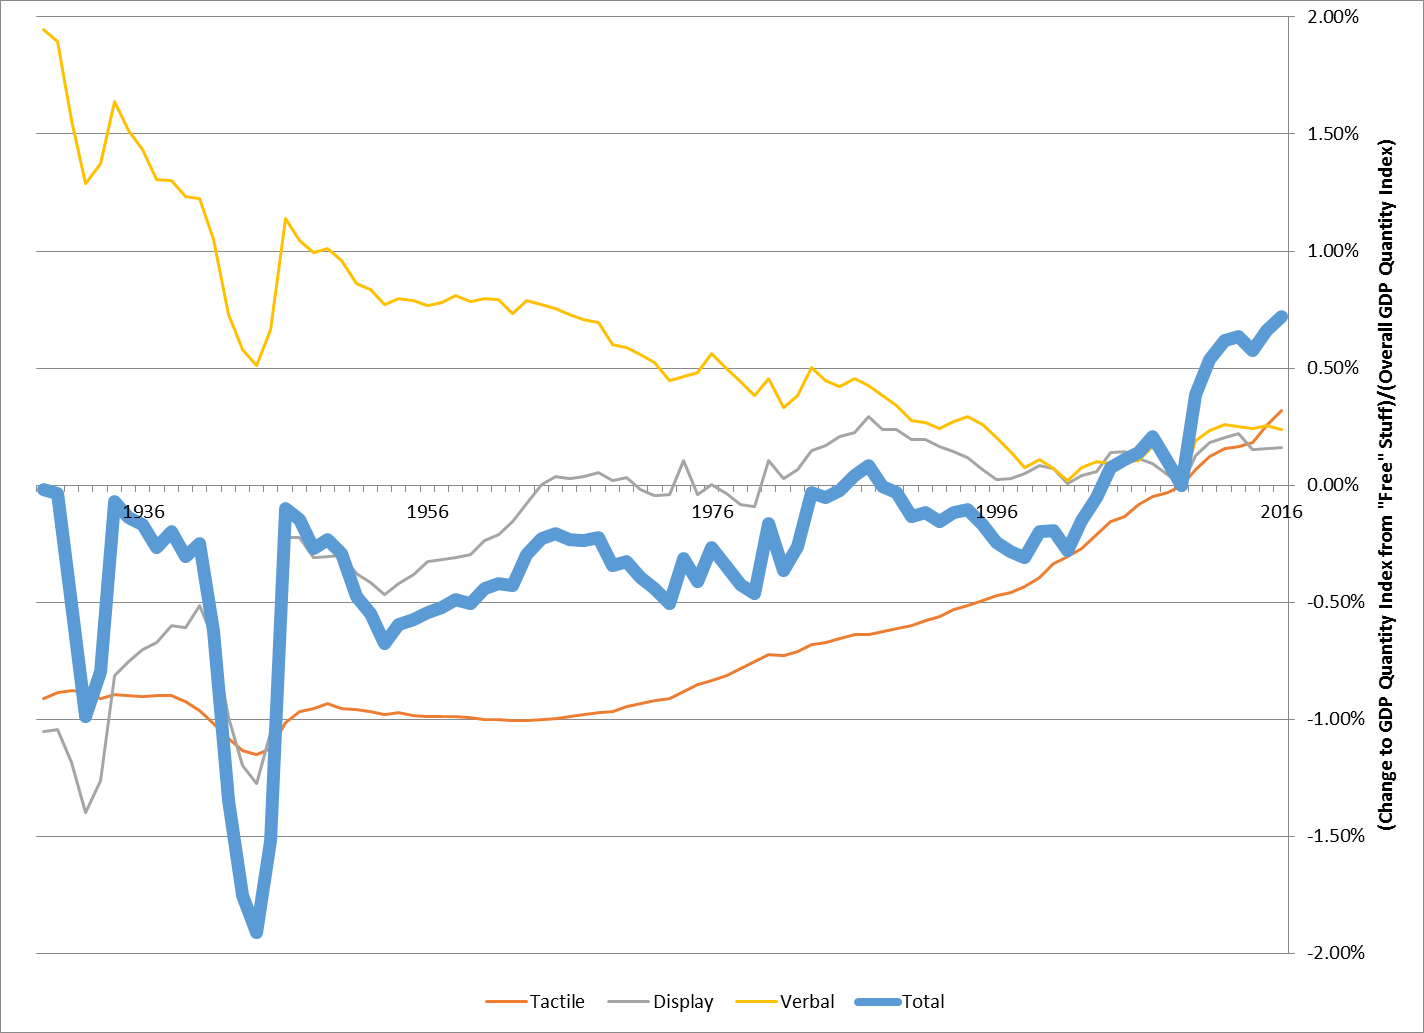 2.00%
1.50%
1.00%
0.50%
0.00%
-0.50%
-1.00%
-1.50%
-2.00%
1936
1956
1976
1996
2016
(Change to GDP Quantity Index from "Free" Stuff)/(Overall GDP Quantity Index)
Tactile
Display
Verbal
Total